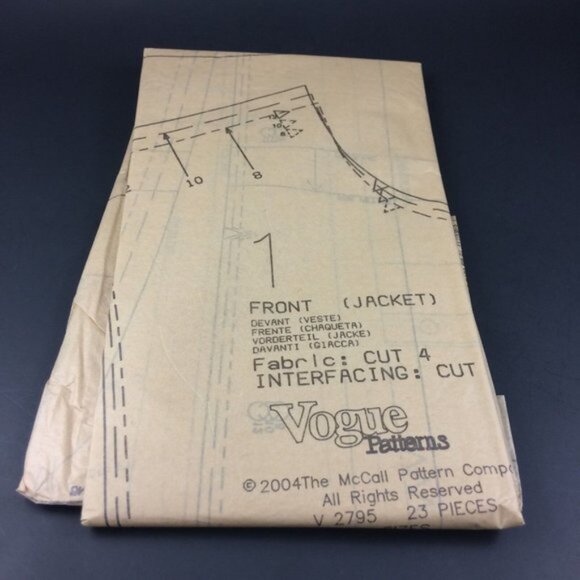 10
8
1
FRONT (JACKET)
DEVANT (VESTE)
FRENTE (CHAQUETA)
VORDERTEIL (JACKE)
DAVANTI (GIACCA)
Fabric: CUT 4
INTERFACING: CUT
Vogue
Patterns
©2004The McCall Pattern Comp
All Rights Reserved
V 2795 23 PIECES
SIZES